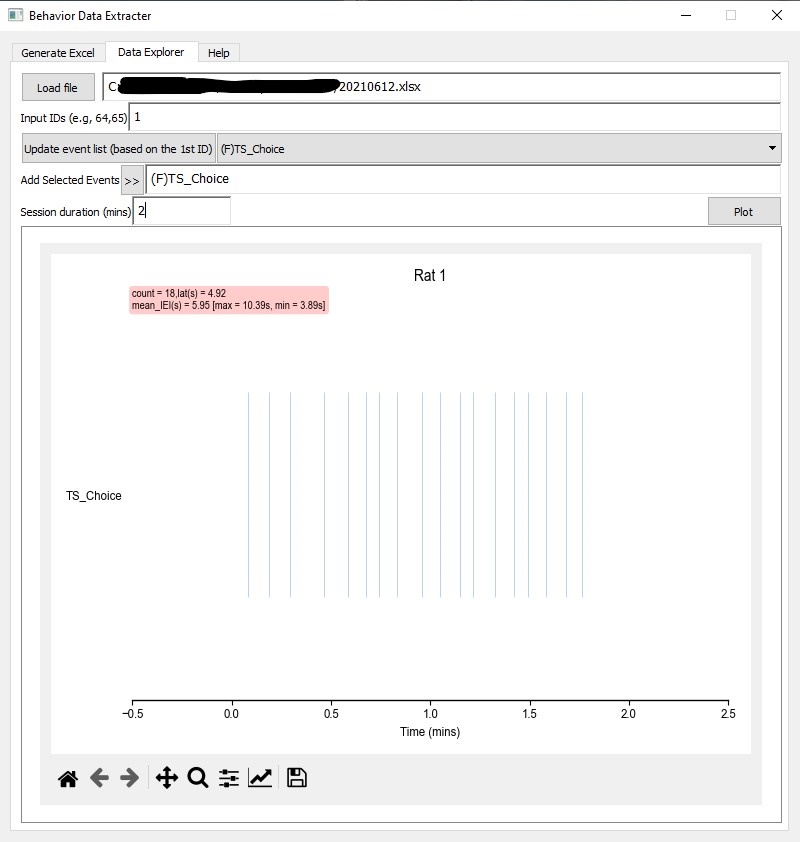 Behavior Data Extracter
Generate Excel Data Explorer Help
Load file C: /20210612.xlsx
Input IDs (e.g, 64,65) 1
Update event list (based on the 1st ID) (F)TS_Choice
Add Selected Events >> (F)TS_Choice
Session duration (mins) 2 Plot
Rat 1
count = 18,lat(s) = 4.92
mean_IEI(s) = 5.95 [max = 10.39s, min = 3.89s]
TS_Choice
−0.5 0.0 0.5 1.0 1.5 2.0 2.5
Time (mins)